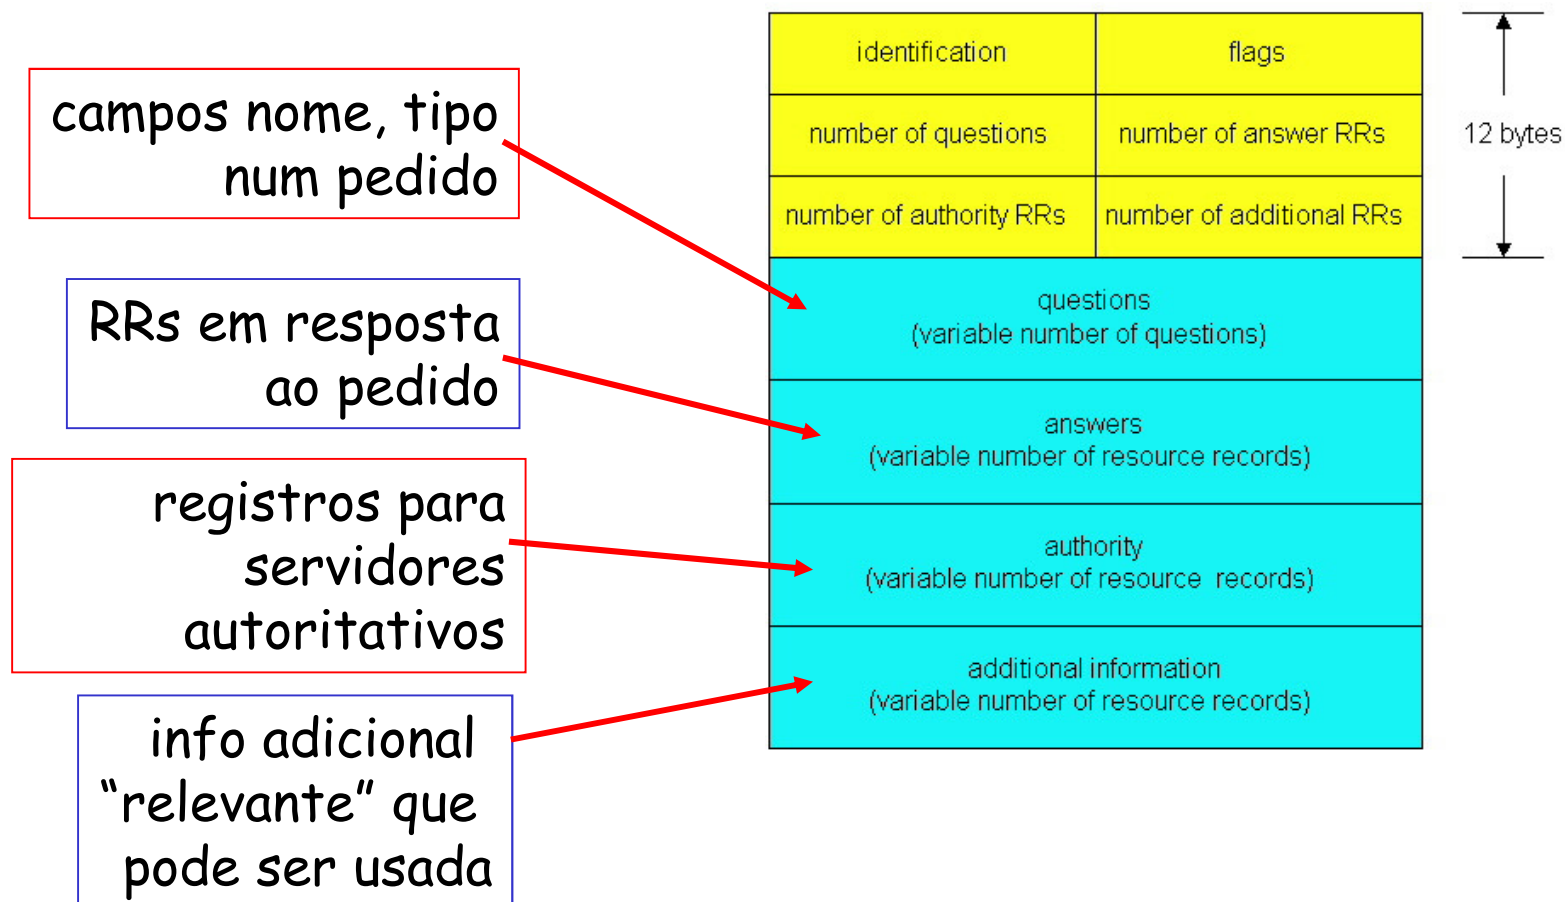 campos nome, tipo
num pedido
RRs em resposta
ao pedido
registros para
servidores
autoritativos
info adicional
“relevante” que
pode ser usada
identification
flags
number of questions
number of answer RRs
number of authority RRs
number of additional RRs
12 bytes
questions
(variable number of questions)
answers
(variable number of resource records)
authority
(variable number of resource records)
additional information
(variable number of resource records)